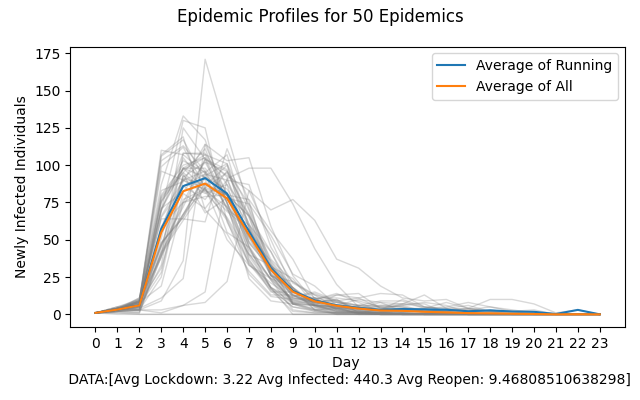 Epidemic Profiles for 50 Epidemics
175
150
125
100
75
50
25
0
Newly Infected Individuals
Average of Running
Average of All
0 1 2 3 4 5 6 7 8 9 10 11 12 13 14 15 16 17 18 19 20 21 22 23
Day
DATA:[Avg Lockdown: 3.22 Avg Infected: 440.3 Avg Reopen: 9.46808510638298]